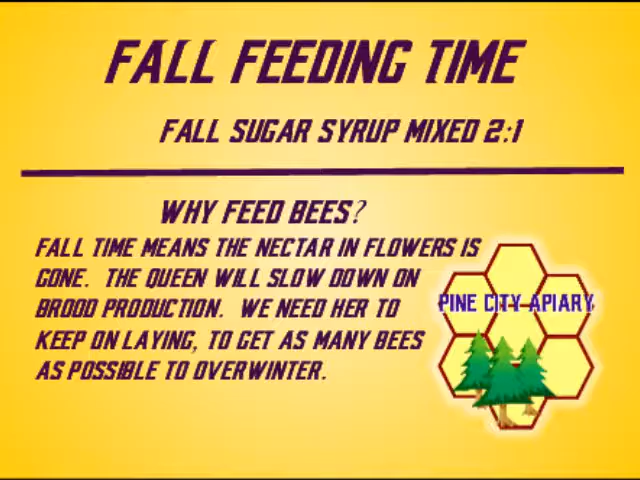 FALL FEEDING TIME
FALL SUGAR SYRUP MIXED 2:1
WHY FEED BEES?
FALL TIME MEANS THE NECTAR IN FLOWERS IS
GONE. THE QUEEN WILL SLOW DOWN ON
BROOD PRODUCTION. WE NEED HER TO
KEEP ON LAYING, TO GET AS MANY BEES
AS POSSIBLE TO OVERWINTER.
PINE CITY APIARY